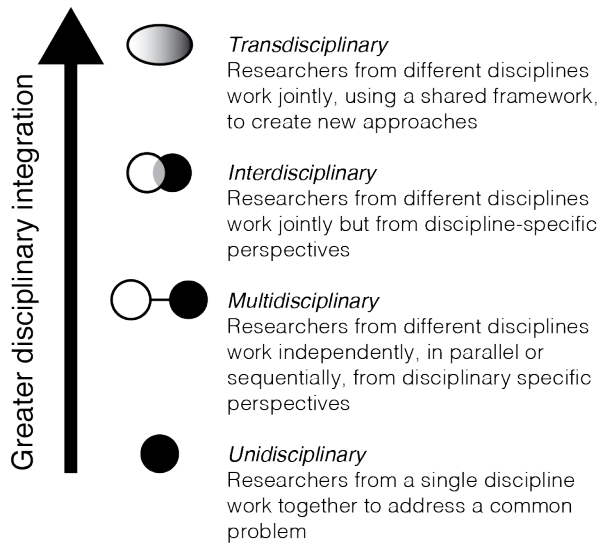 Greater disciplinary integration
Transdisciplinary
Researchers from different disciplines
work jointly, using a shared framework,
to create new approaches
Interdisciplinary
Researchers from different disciplines
work jointly but from discipline-specific
perspectives
Multidisciplinary
Researchers from different disciplines
work independently, in parallel or
sequentially, from disciplinary specific
perspectives
Unidisciplinary
Researchers from a single discipline
work together to address a common
problem